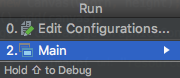 Run
0. Edit Configurations...
2. Main
Hold ⇧ to Debug